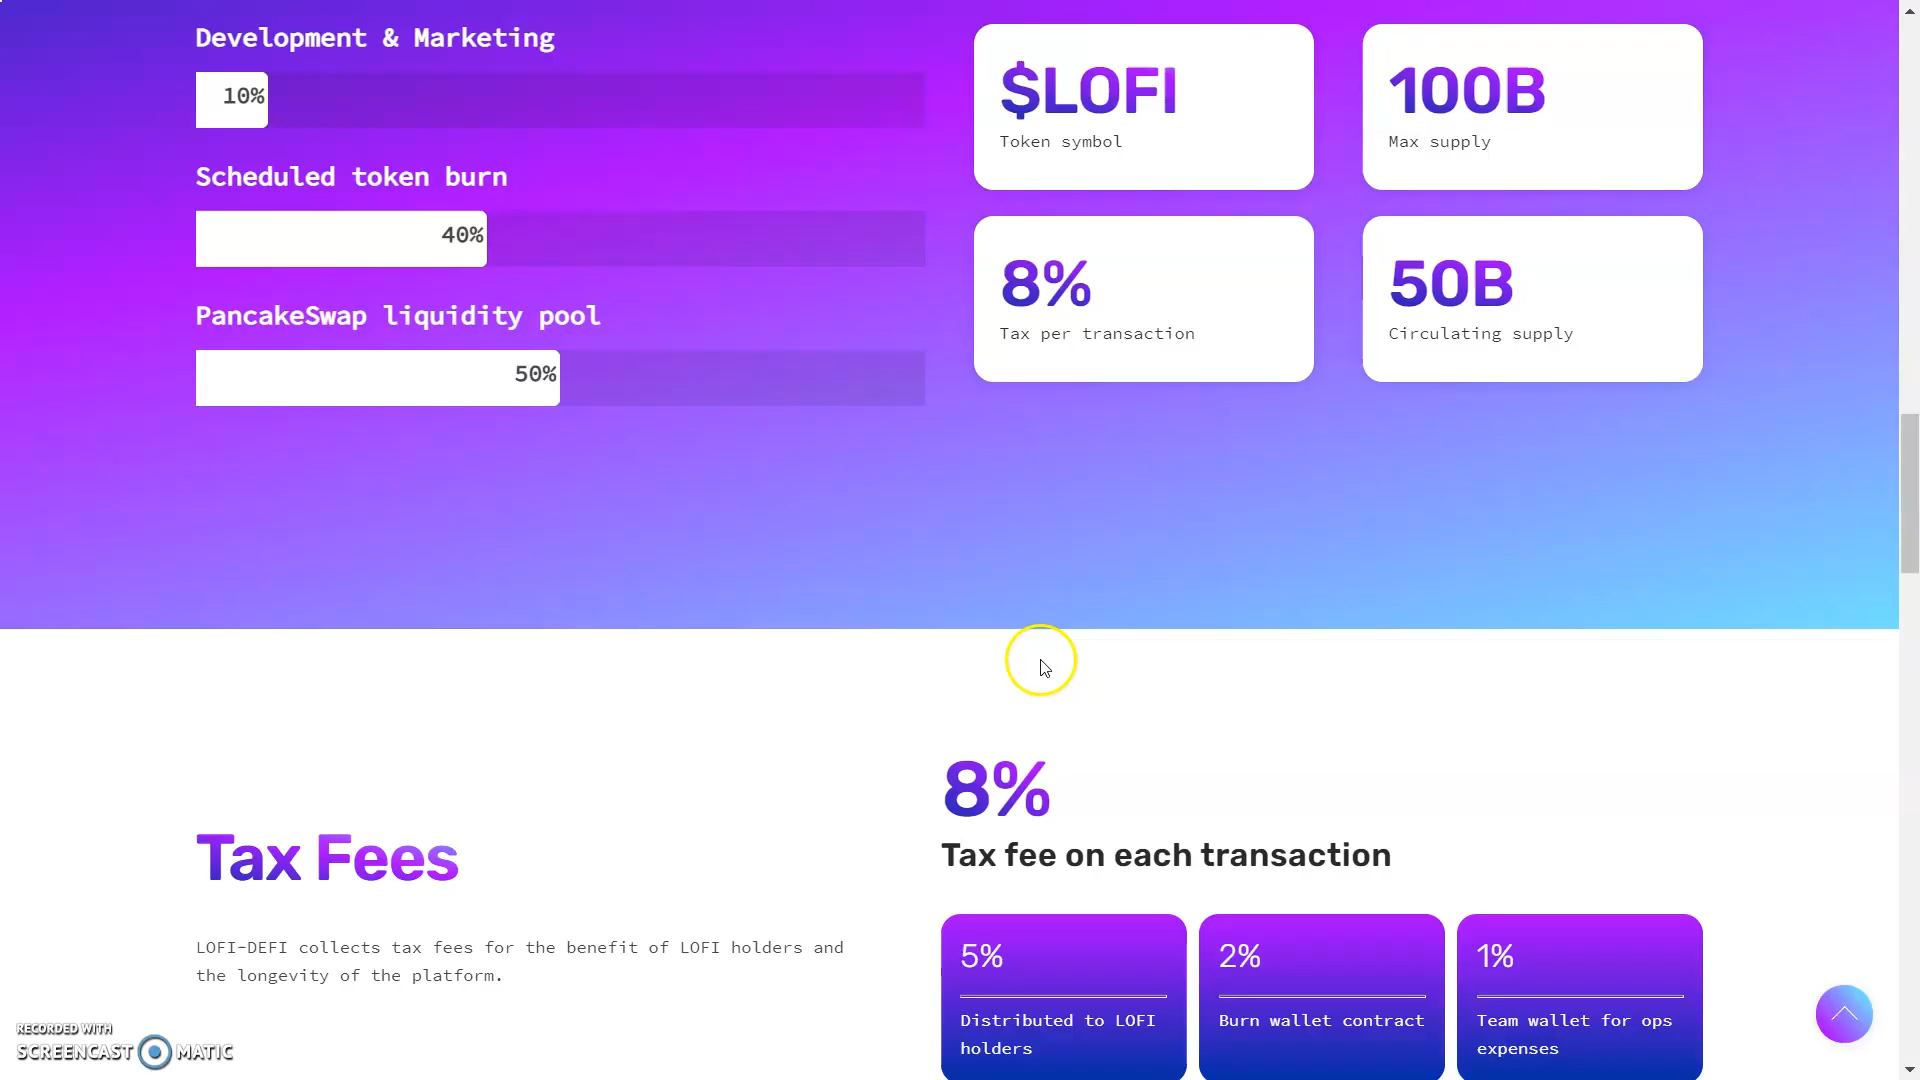 Development & Marketing
10%
Scheduled token burn
40%
PancakeSwap liquidity pool
50%
$LOFI
Token symbol
100B
Max supply
8%
Tax per transaction
50B
Circulating supply
Tax Fees
LOFI-DEFI collects tax fees for the benefit of LOFI holders and
the longevity of the platform.
8%
Tax fee on each transaction
5%
Distributed to LOFI
holders
2%
Burn wallet contract
1%
Team wallet for ops
expenses
RECORDED WITH
SCREENCAST MATIC